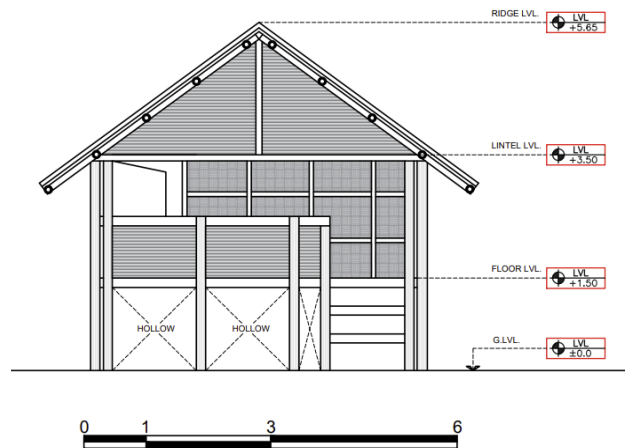 RIDGE LVL.
LVL
+5.65
LINTEL LVL.
LVL
+3.50
FLOOR LVL.
LVL
+1.50
HOLLOW HOLLOW
G.LVL.
LVL
±0.0
0 1 3 6